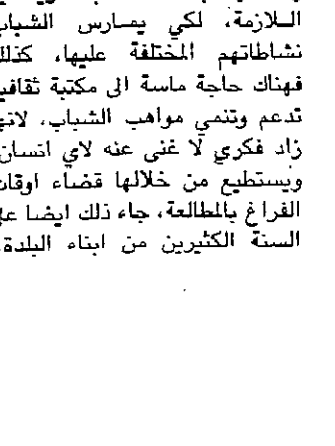 اللازمة، لكي يمارس الشباب
نشاطاتهم المختلفة عليها، كذلك
فهناك حاجة ماسة الى مكتبة ثقافية
تدعم وتنمي مواهب الشباب، لانها
زاد فكري لا غنى عنه لاي انسان
ويستطيع من خلالها قضاء اوقات
الفراغ بالمطالعة، جاء ذلك ايضا على
السنة الكثيرين من ابناء البلدة.